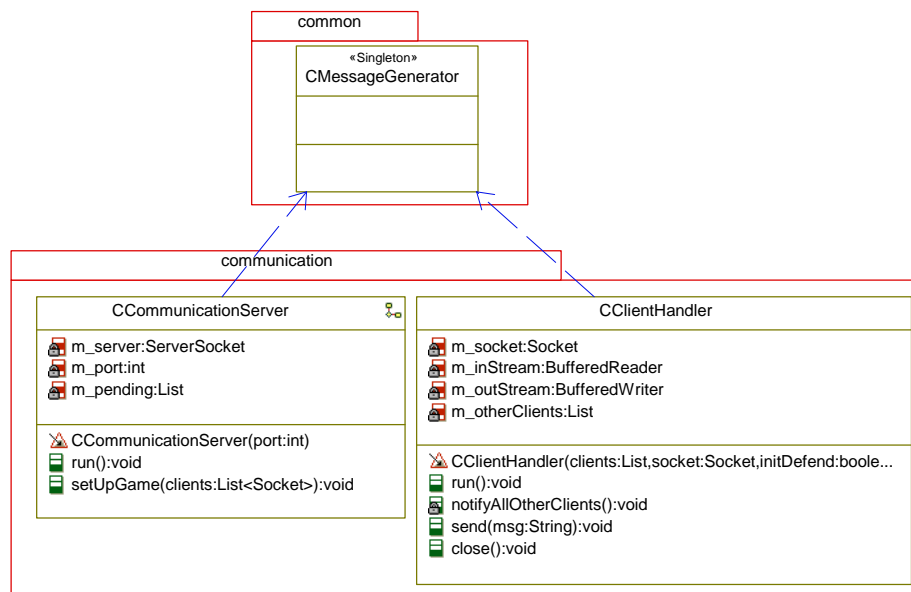 common
«Singleton»
CMessageGenerator
communication
CCommunicationServer
m_server:ServerSocket
m_port:int
m_pending:List
CCommunicationServer(port:int)
run():void
setUpGame(clients:List<Socket>):void
CClientHandler
m_socket:Socket
m_inStream:BufferedReader
m_outStream:BufferedWriter
m_otherClients:List
CClientHandler(clients:List,socket:Socket,initDefend:boole...
run():void
notifyAllOtherClients():void
send(msg:String):void
close():void